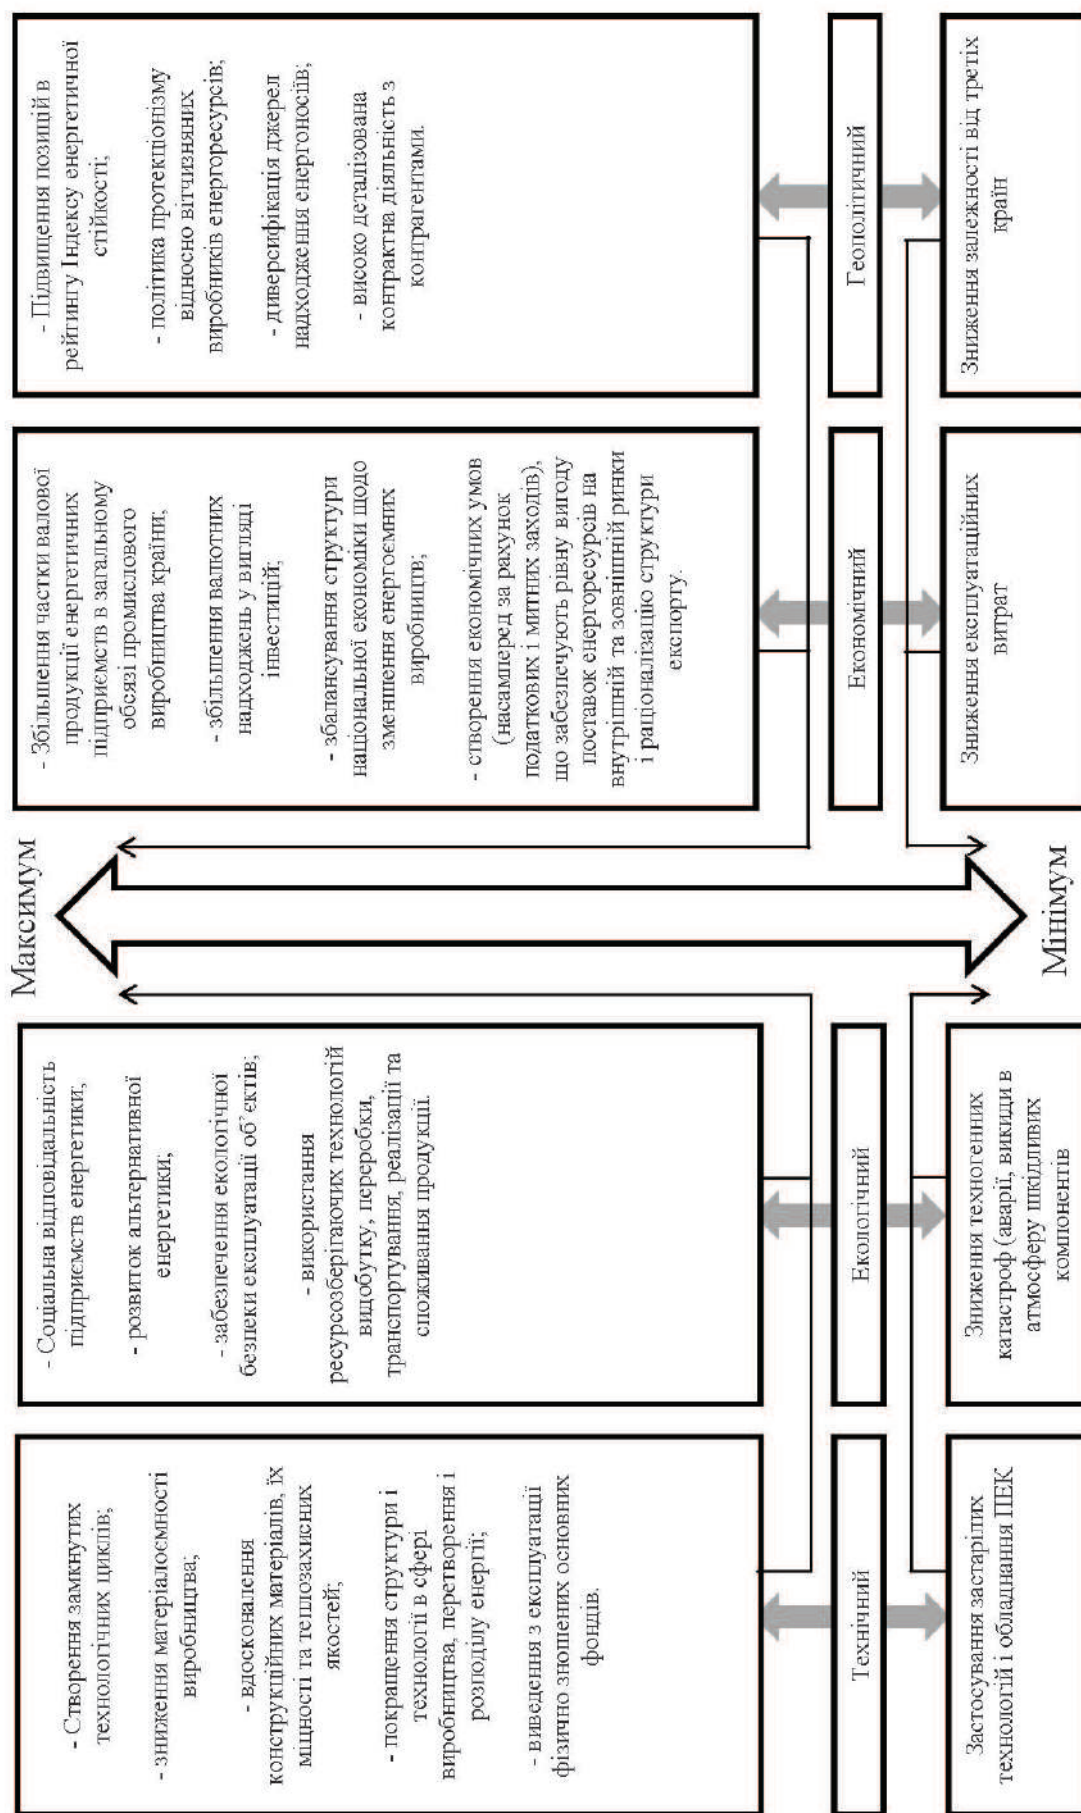 Максимум
- Створення замкнутих
технологічних циклів;
- зниження матеріалоємності
виробництва;
- вдосконалення
конструкційних матеріалів, їх
міцності та теплозахисних
якостей;
- покращення структури і
технології в сфері
виробництва, перетворення і
розподілу енергії;
- виведення з експлуатації
фізично зношених основних
фондів.
- Соціальна відповідальність
підприємств енергетики;
- розвиток альтернативної
енергетики;
- забезпечення екологічної
безпеки експлуатації об’єктів;
- використання
ресурсозберігаючих технологій
видобутку, переробки,
транспортування, реалізації та
споживання продукції.
- Збільшення частки валової
продукції енергетичних
підприємств в загальному
обсязі промислового
виробництва країни;
- збільшення валютних
надходжень у вигляді
інвестицій;
- збалансування структури
національної економіки щодо
зменшення енергоємних
виробництв;
- створення економічних умов
(насамперед за рахунок
податкових і митних заходів),
що забезпечують рівну вигоду
поставок енергоресурсів на
внутрішній та зовнішній ринки
і раціоналізацію структури
експорту.
- Підвищення позицій в
рейтингу Індексу енергетичної
стійкості;
- політика протекціонізму
відносно вітчизняних
виробників енергоресурсів;
- диверсифікація джерел
надходження енергоносіїв;
- високо деталізована
контрактна діяльність з
контрагентами.
Технічний
Екологічний
Економічний
Геополітичний
Застосування застарілих
технологій і обладнання ПЕК
Зниження техногенних
катастроф (аварії, викиди в
атмосферу шкідливих
компонентів
Зниження експлуатаційних
витрат
Зниження залежності від третіх
країн
Мінімум